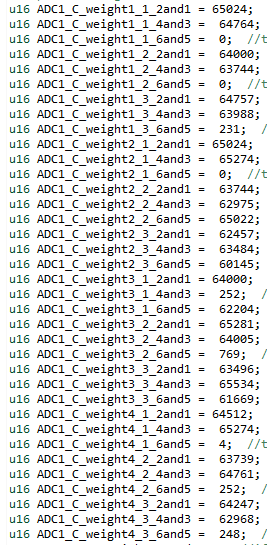 u16 ADC1_C_weight1_1_2and1 = 65024;
u16 ADC1_C_weight1_1_4and3 =  64764;
u16 ADC1_C_weight1_1_6and5 =  0;  //t
u16 ADC1_C_weight1_2_2and1 =  64000;
u16 ADC1_C_weight1_2_4and3 =  63744;
u16 ADC1_C_weight1_2_6and5 =  0;  //t
u16 ADC1_C_weight1_3_2and1 =  64757;
u16 ADC1_C_weight1_3_4and3 =  63988;
u16 ADC1_C_weight1_3_6and5 =  231;  /
u16 ADC1_C_weight2_1_2and1 = 65024;
u16 ADC1_C_weight2_1_4and3 =  65274;
u16 ADC1_C_weight2_1_6and5 =  0;  //t
u16 ADC1_C_weight2_2_2and1 =  63744;
u16 ADC1_C_weight2_2_4and3 =  62975;
u16 ADC1_C_weight2_2_6and5 =  65022;
u16 ADC1_C_weight2_3_2and1 =  62457;
u16 ADC1_C_weight2_3_4and3 =  63484;
u16 ADC1_C_weight2_3_6and5 =  60145;
u16 ADC1_C_weight3_1_2and1 = 64000;
u16 ADC1_C_weight3_1_4and3 =  252;  /
u16 ADC1_C_weight3_1_6and5 =  62204;
u16 ADC1_C_weight3_2_2and1 =  65281;
u16 ADC1_C_weight3_2_4and3 =  64005;
u16 ADC1_C_weight3_2_6and5 =  769;  /
u16 ADC1_C_weight3_3_2and1 =  63496;
u16 ADC1_C_weight3_3_4and3 =  65534;
u16 ADC1_C_weight3_3_6and5 =  61669;
u16 ADC1_C_weight4_1_2and1 = 64512;
u16 ADC1_C_weight4_1_4and3 =  65274;
u16 ADC1_C_weight4_1_6and5 =  4;  //t
u16 ADC1_C_weight4_2_2and1 =  63739;
u16 ADC1_C_weight4_2_4and3 =  64761;
u16 ADC1_C_weight4_2_6and5 =  252;  /
u16 ADC1_C_weight4_3_2and1 =  64247;
u16 ADC1_C_weight4_3_4and3 =  62968;
u16 ADC1_C_weight4_3_6and5 =  248;  /